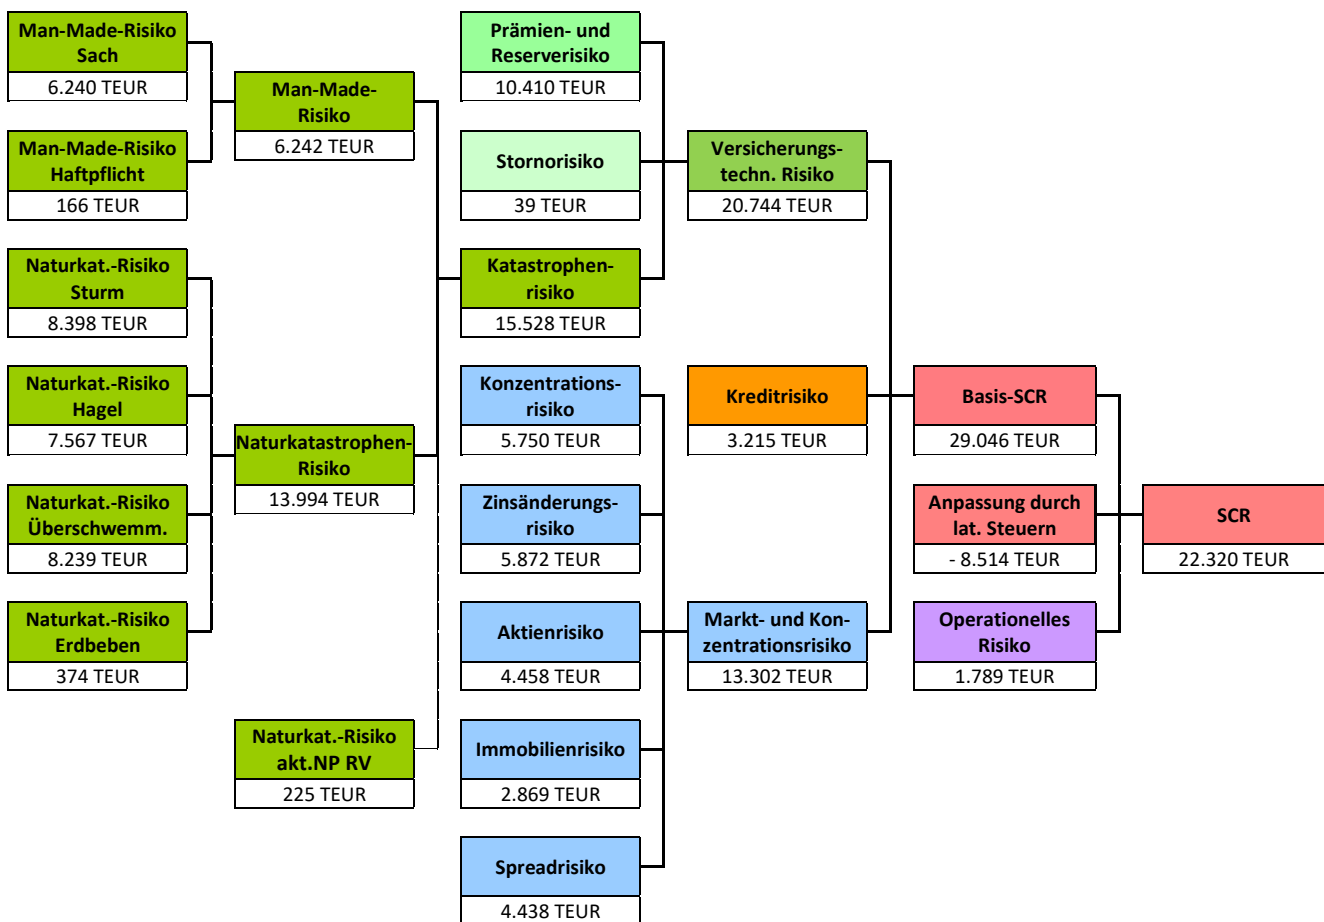 Man-Made-Risiko
Sach
6.240 TEUR
Man-Made-Risiko
Haftpflicht
166 TEUR
Naturkat.-Risiko
Sturm
8.398 TEUR
Naturkat.-Risiko
Hagel
7.567 TEUR
Naturkat.-Risiko
Überschwemm.
8.239 TEUR
Naturkat.-Risiko
Erdbeben
374 TEUR
Man-Made-
Risiko
6.242 TEUR
Naturkatastrophen-
Risiko
13.994 TEUR
Naturkat.-Risiko
akt.NP RV
225 TEUR
Prämien- und
Reserverisiko
10.410 TEUR
Stornorisiko
39 TEUR
Katastrophen-
risiko
15.528 TEUR
Konzentrations-
risiko
5.750 TEUR
Zinsänderungs-
risiko
5.872 TEUR
Aktienrisiko
4.458 TEUR
Immobilienrisiko
2.869 TEUR
Spreadrisiko
4.438 TEUR
Versicherungs-
techn. Risiko
20.744 TEUR
Kreditrisiko
3.215 TEUR
Markt- und Kon-
zentrationsrisiko
13.302 TEUR
Basis-SCR
29.046 TEUR
Anpassung durch
lat. Steuern
- 8.514 TEUR
Operationelles
Risiko
1.789 TEUR
SCR
22.320 TEUR